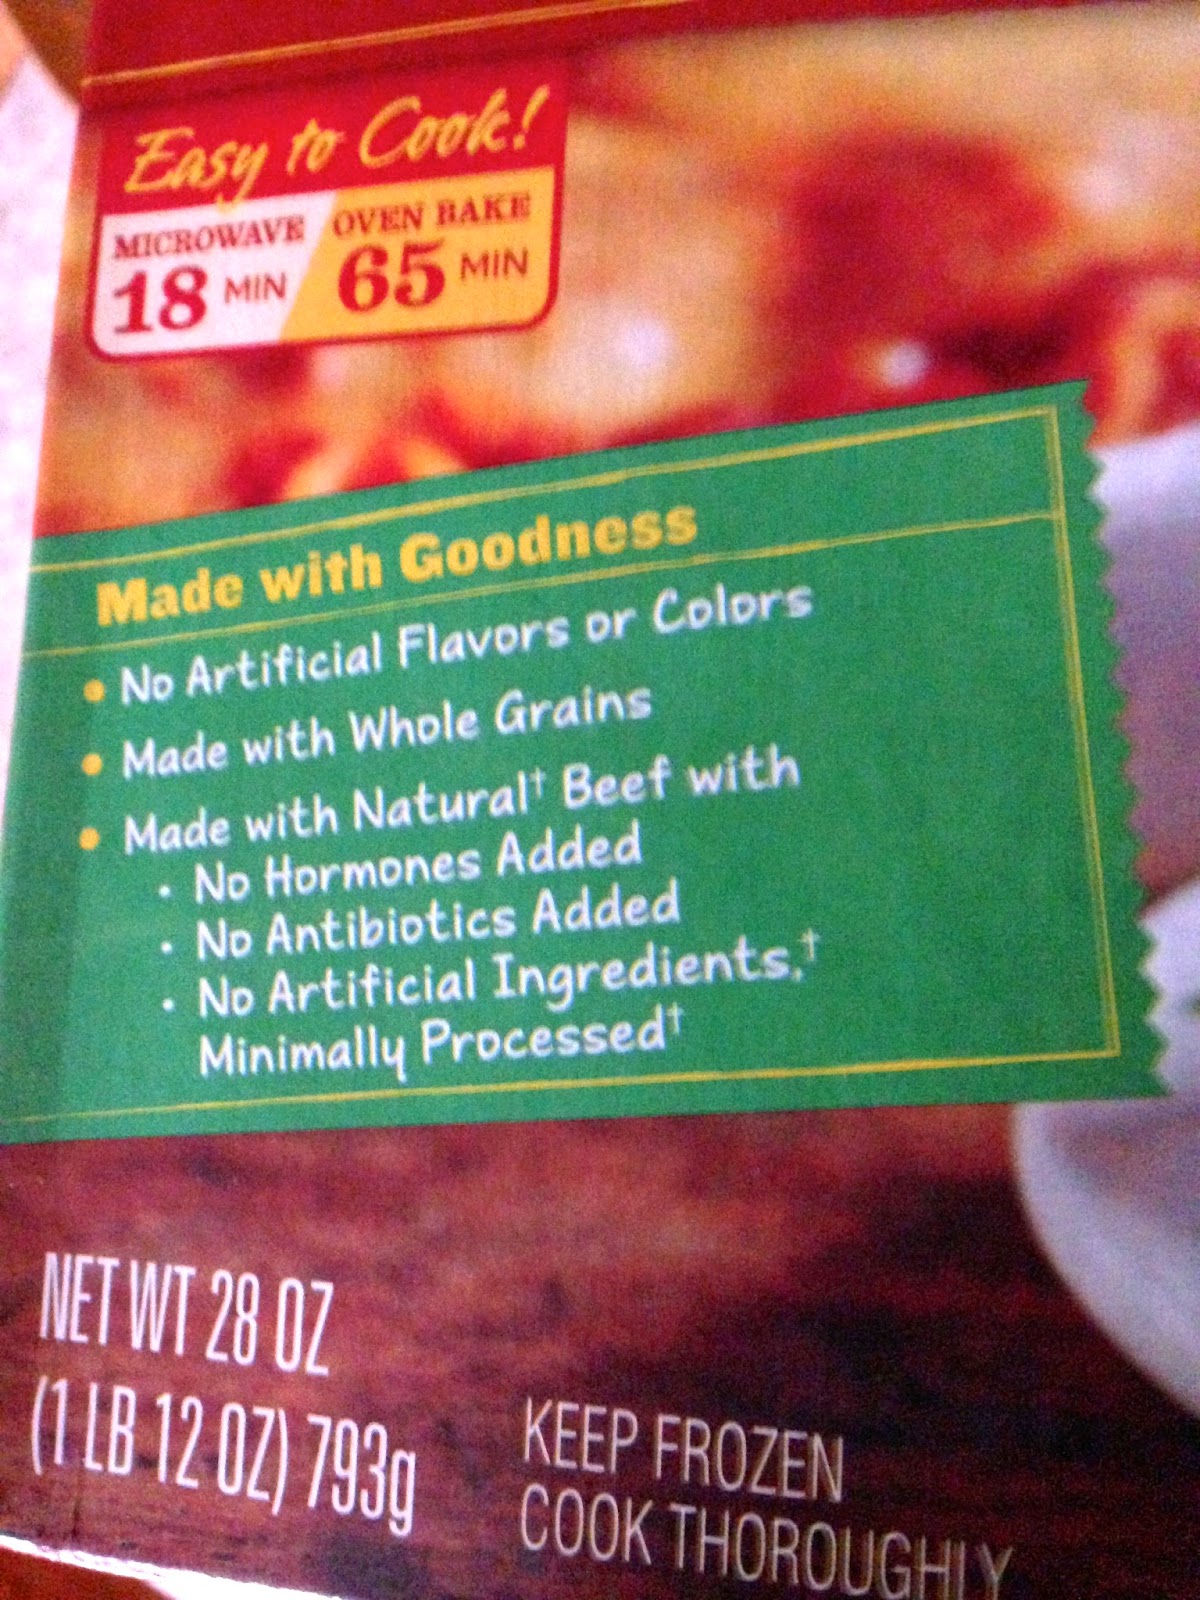 Easy to Cook!
MICROWAVE
18 MIN
OVEN BAKE
65 MIN
Made with Goodness
• No Artificial Flavors or Colors
• Made with Whole Grains
• Made with Natural† Beef with
• No Hormones Added
• No Antibiotics Added
• No Artificial Ingredients,†
Minimally Processed†
NET WT 28 OZ
(1 LB 12 OZ) 793g
KEEP FROZEN
COOK THOROUGHLY